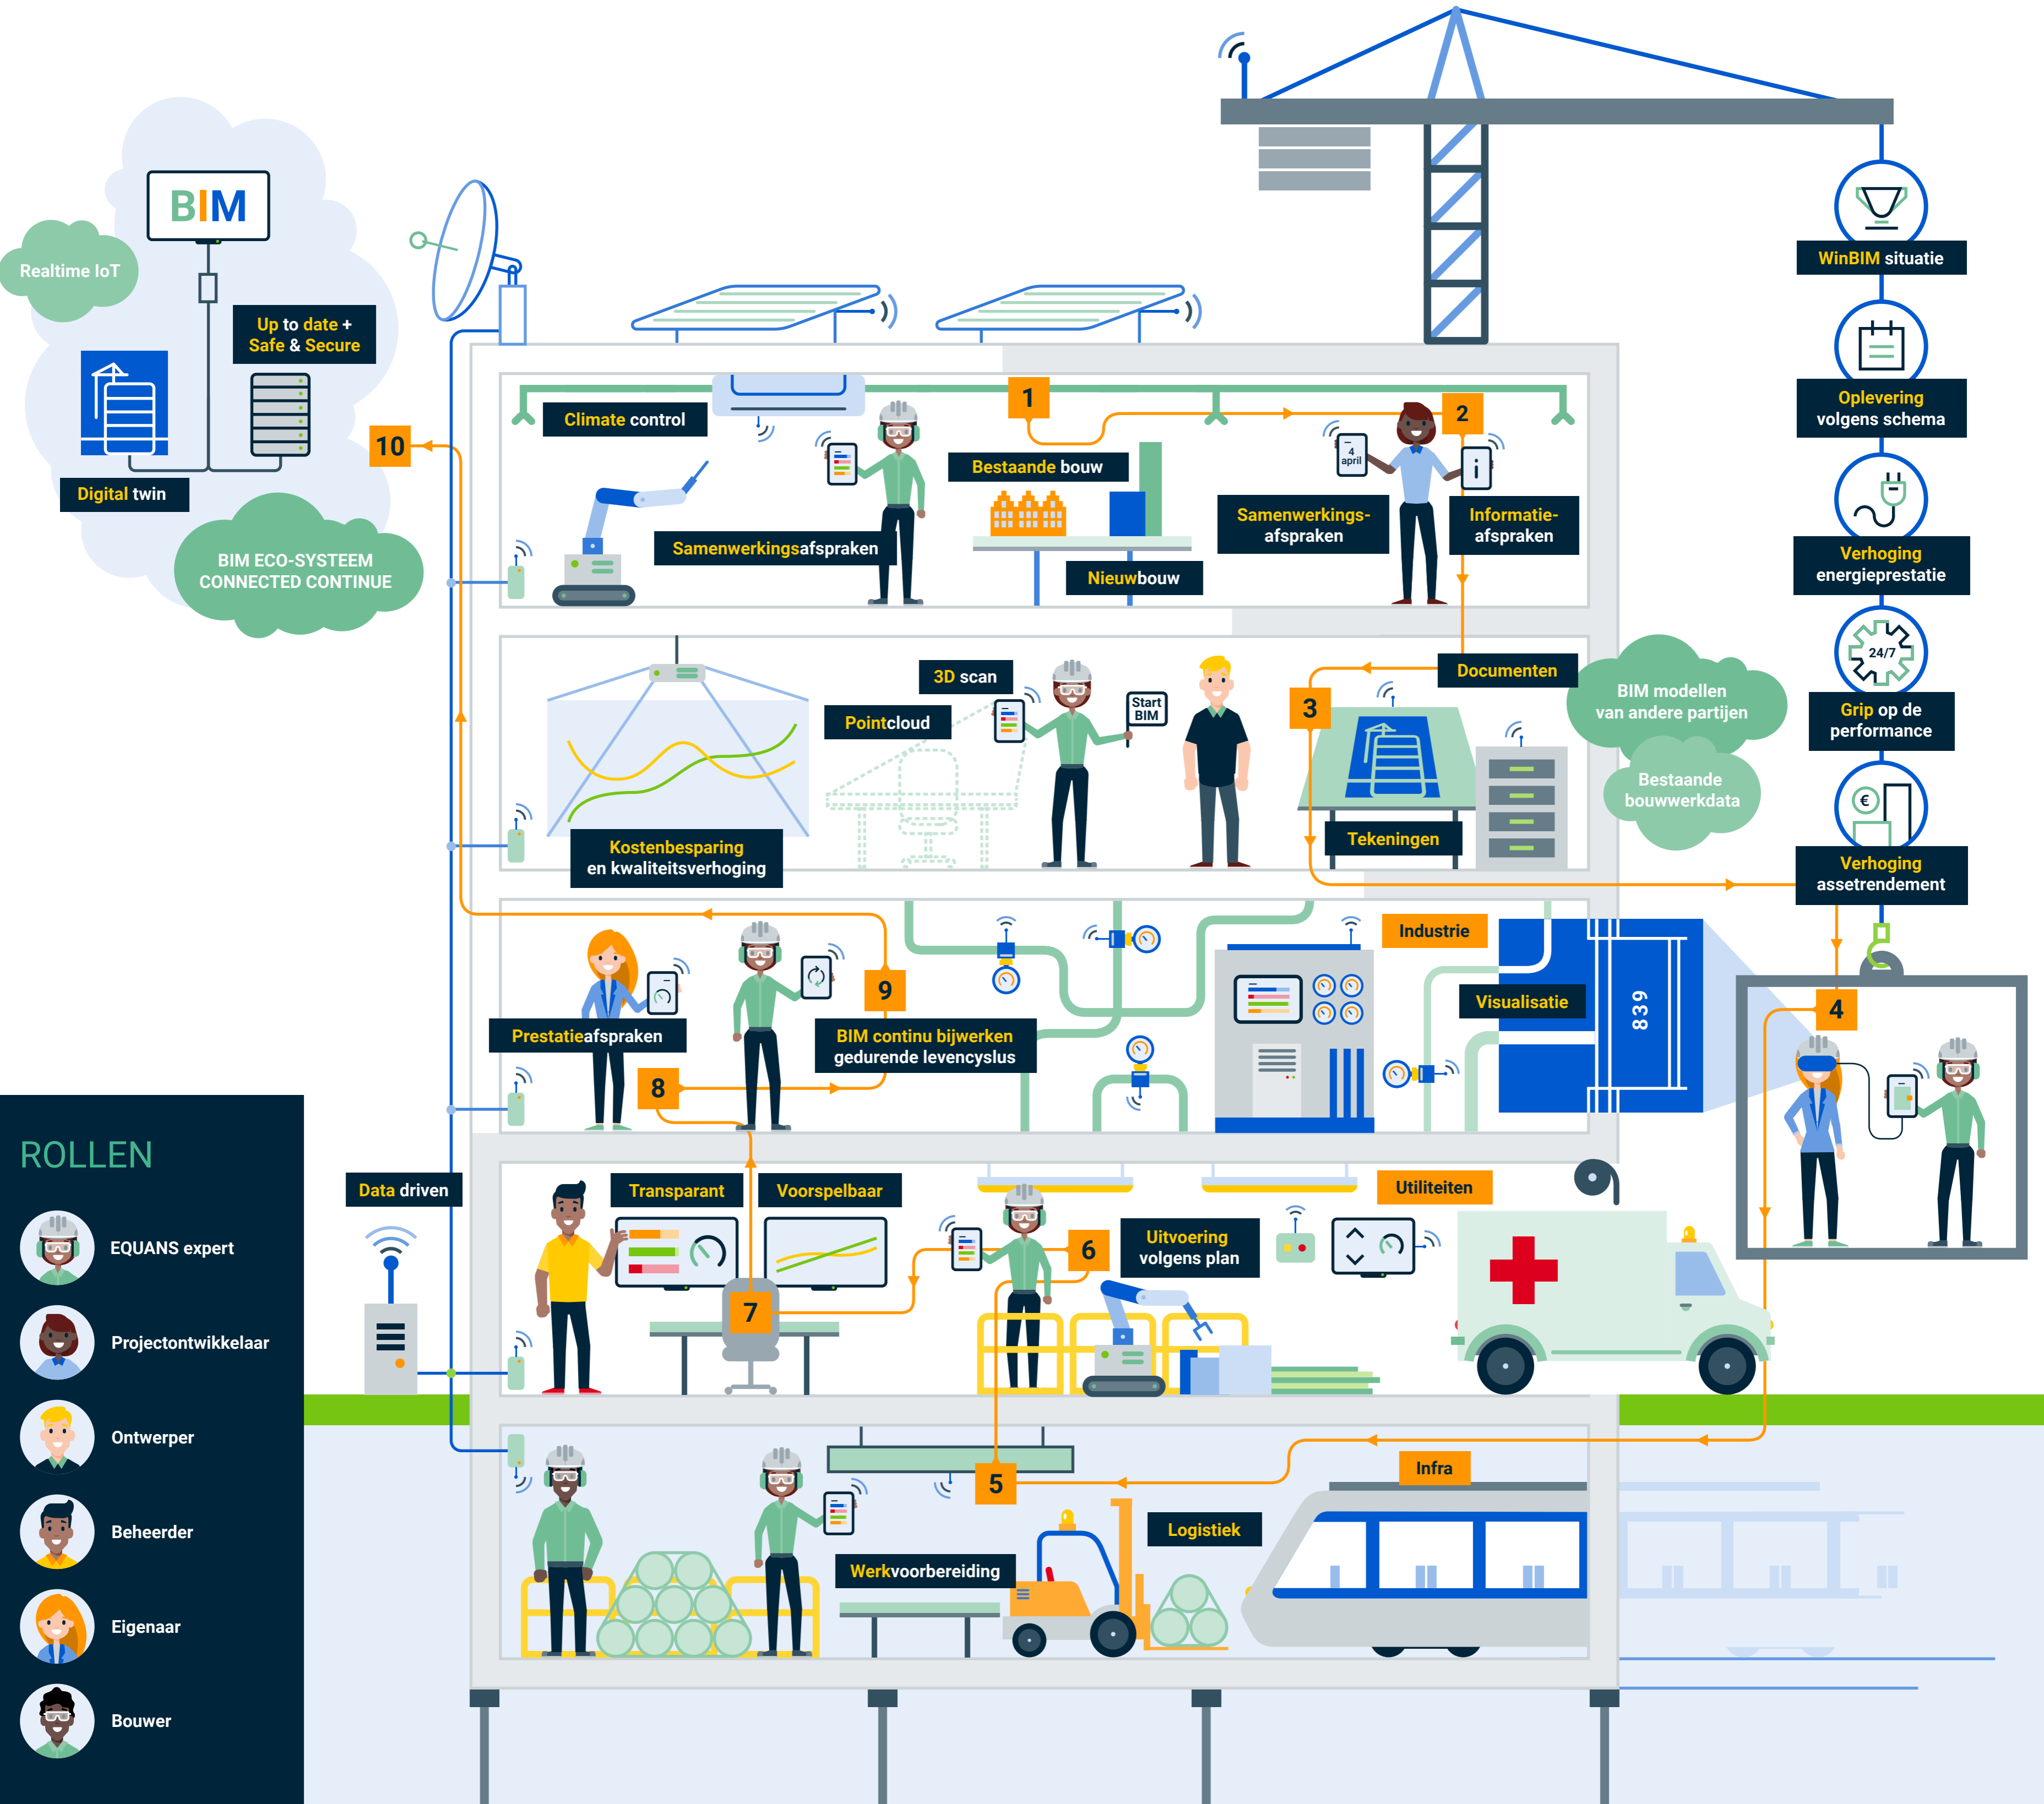 BIM
Realtime IoT
Up to date +
Safe & Secure
Digital twin
BIM ECO-SYSTEEM
CONNECTED CONTINUE
10
WinBIM situatie
Oplevering
volgens schema
Verhoging
energieprestatie
24/7
Grip op de
performance
€
Verhoging
assetrendement
Climate control
1
2
4
april
i
Bestaande bouw
Samenwerkingsafspraken
Nieuwbouw
Samenwerkings-
afspraken
Informatie-
afspraken
3D scan
Pointcloud
Start
BIM
Documenten
3
Tekeningen
Kostenbesparing
en kwaliteitsverhoging
BIM modellen
van andere partijen
Bestaande
bouwwerkdata
Industrie
Visualisatie
839
4
9
Prestatieafspraken
BIM continu bijwerken
gedurende levencyslus
8
Data driven
Transparant
Voorspelbaar
Utiliteiten
6
Uitvoering
volgens plan
7
5
Infra
Logistiek
Werkvoorbereiding
ROLLEN
EQUANS expert
Projectontwikkelaar
Ontwerper
Beheerder
Eigenaar
Bouwer